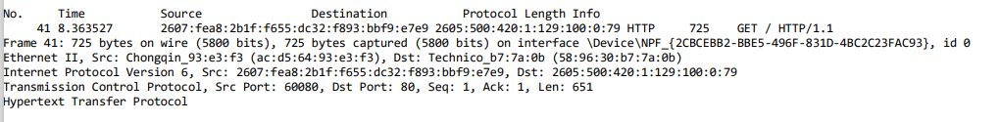 No. Time Source Destination Protocol Length Info
41 8.363527 2607:fea8:2b1f:f655:dc32:f893:bbf9:e7e9 2605:500:420:1:129:100:0:79 HTTP 725 GET / HTTP/1.1
Frame 41: 725 bytes on wire (5800 bits), 725 bytes captured (5800 bits) on interface \Device\NPF_{2CBCEBB2-BBE5-496F-831D-4BC2C23FAC93}, id 0
Ethernet II, Src: Chongqin_93:e3:f3 (ac:d5:64:93:e3:f3), Dst: Technico_b7:7a:0b (58:96:30:b7:7a:0b)
Internet Protocol Version 6, Src: 2607:fea8:2b1f:f655:dc32:f893:bbf9:e7e9, Dst: 2605:500:420:1:129:100:0:79
Transmission Control Protocol, Src Port: 60080, Dst Port: 80, Seq: 1, Ack: 1, Len: 651
Hypertext Transfer Protocol